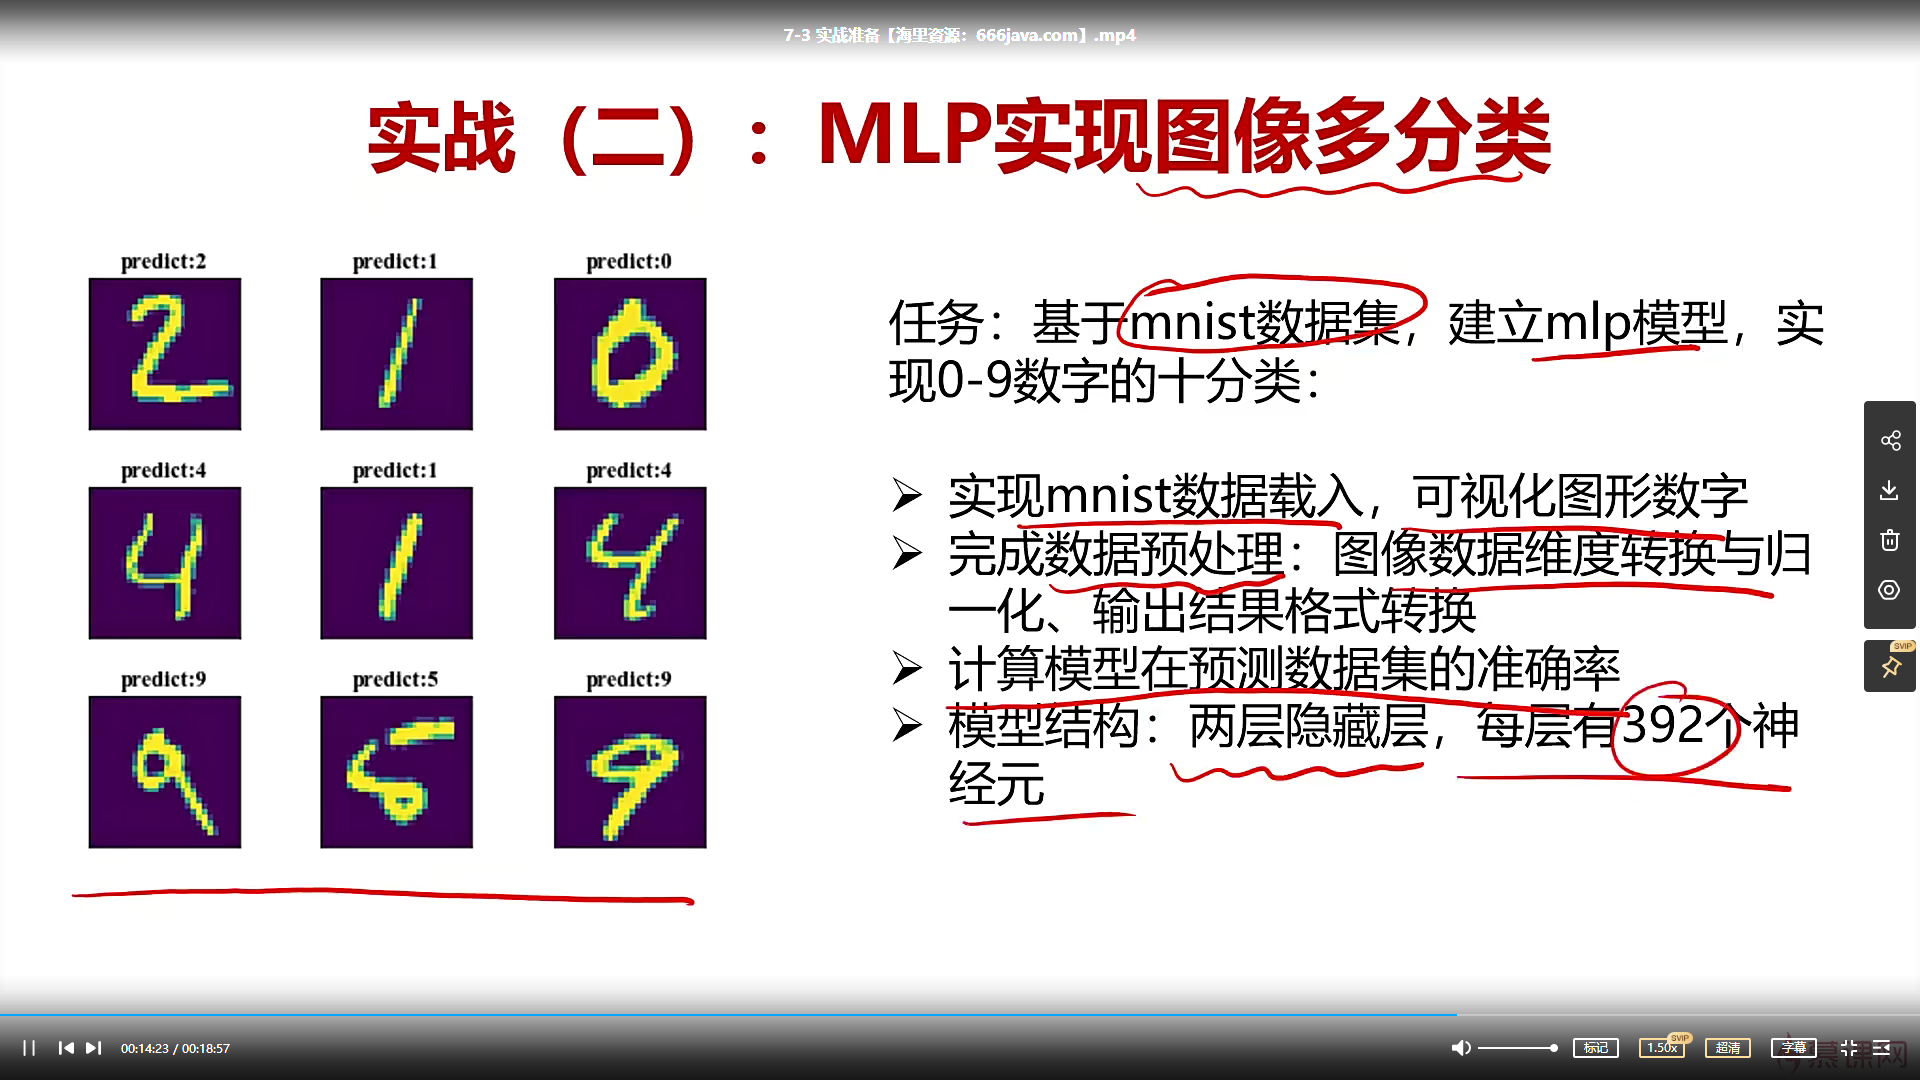 7-3 实战准备【海里資源：666java.com】.mp4
实战（二）：MLP实现图像多分类
predict:2
predict:1
predict:0
predict:4
predict:1
predict:4
predict:9
predict:5
predict:9
任务：基于mnist数据集，建立mlp模型，实
现0-9数字的十分类：
➢ 实现mnist数据载入，可视化图形数字
➢ 完成数据预处理：图像数据维度转换与归
一化、输出结果格式转换
➢ 计算模型在预测数据集的准确率
➢ 模型结构：两层隐藏层，每层有392个神
经元
SVIP
00:14:23 / 00:18:57
标记
1.50x
SVIP
超清
字幕
慕课网